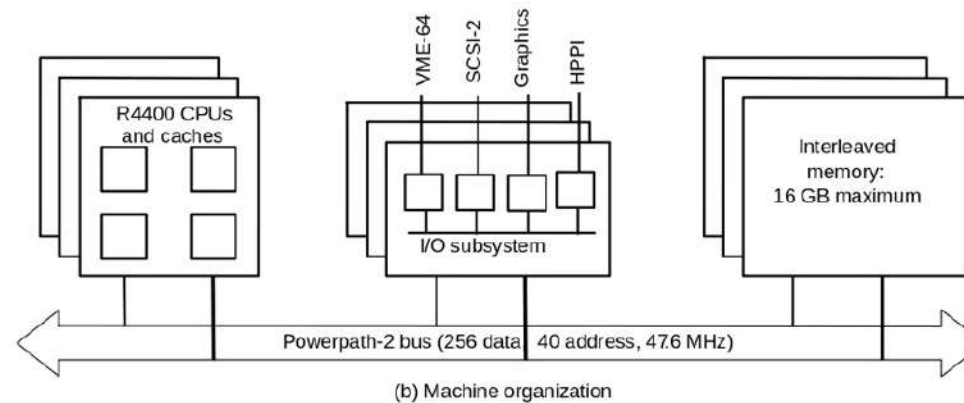 VME-64
SCSI-2
Graphics
HPPI
R4400 CPUs
and caches
I/O subsystem
Interleaved
memory:
16 GB maximum
Powerpath-2 bus (256 data 40 address, 47.6 MHz)
(b) Machine organization